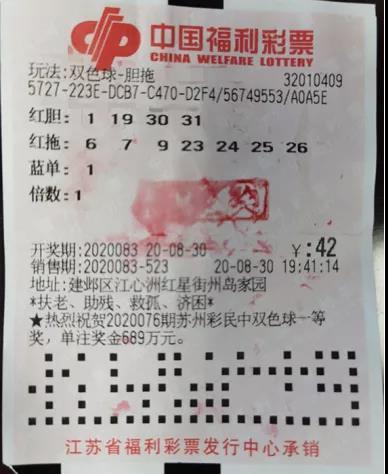 中国福利彩票
CHINA WELFARE LOTTERY
玩法:双色球-胆拖 32010409
5727-223E-DCB7-C470-D2F4/56749553/A0A5E
红胆: 1 19 30 31
红拖: 6 7 9 23 24 25 26
蓝单: 1
倍数:1
开奖期:2020083 20-08-30 ¥:42
销售期:2020083-523 20-08-30 19:41:14
地址:建邺区江心洲红星街州岛家园
*扶老、助残、救孤、济困*
★热烈祝贺2020076期苏州彩民中双色球一等
奖，单注奖金689万元。
江苏省福利彩票发行中心承销